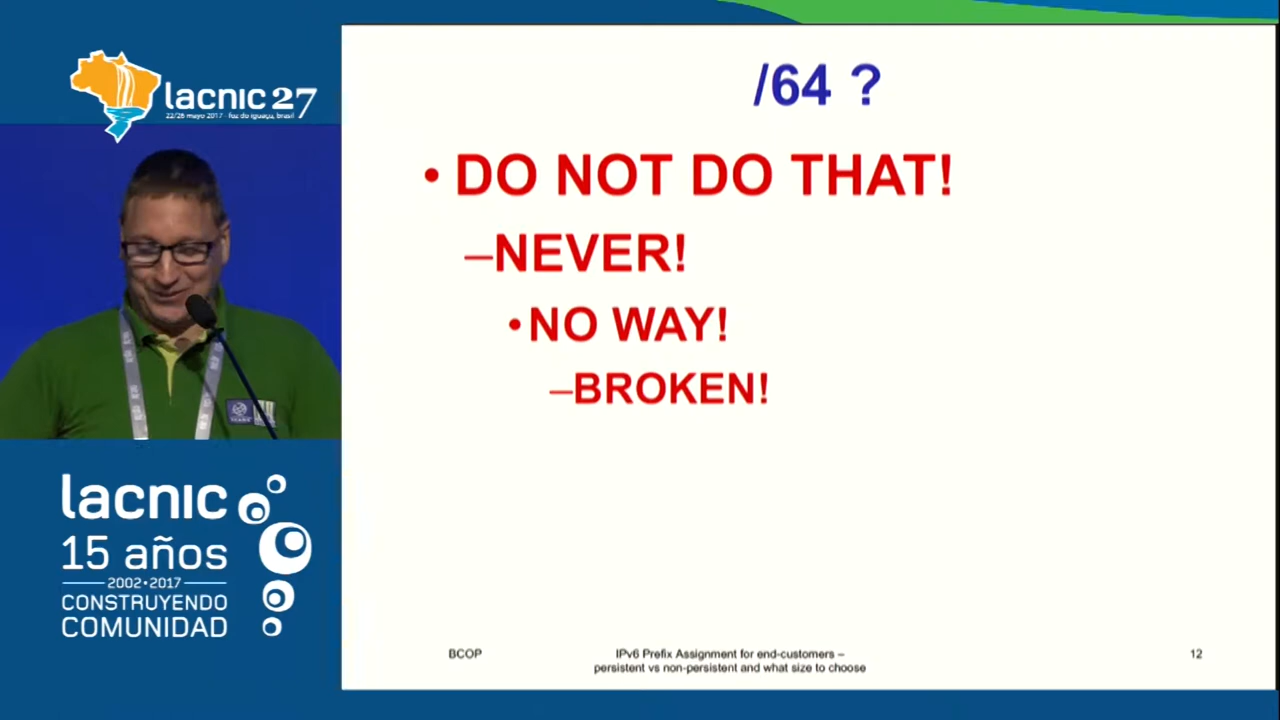 lacnic 27
22/26 mayo 2017 - foz do iguaçu, brasil
/64 ?
• DO NOT DO THAT!
–NEVER!
•NO WAY!
–BROKEN!
lacnic
15 años
2002•2017
CONSTRUYENDO
COMUNIDAD
BCOP
IPv6 Prefix Assignment for end-customers –
persistent vs non-persistent and what size to choose
12